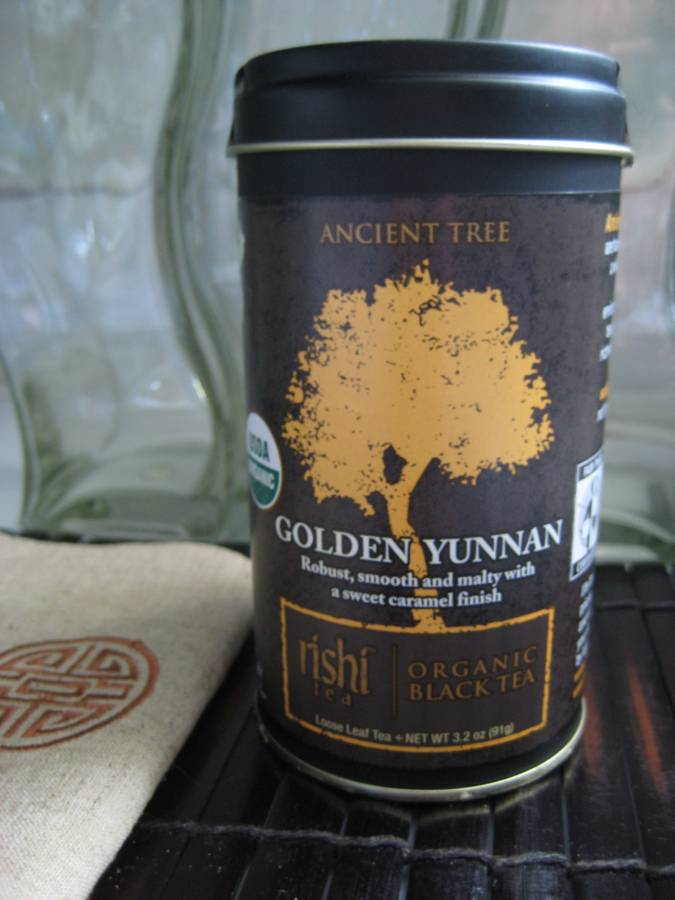 ANCIENT TREE
USDA
ORGANIC
GOLDEN YUNNAN
Robust, smooth and malty with
a sweet caramel finish
rishi
tea
ORGANIC
BLACK TEA
Loose Leaf Tea ÷ NET WT 3.2 oz (91g)